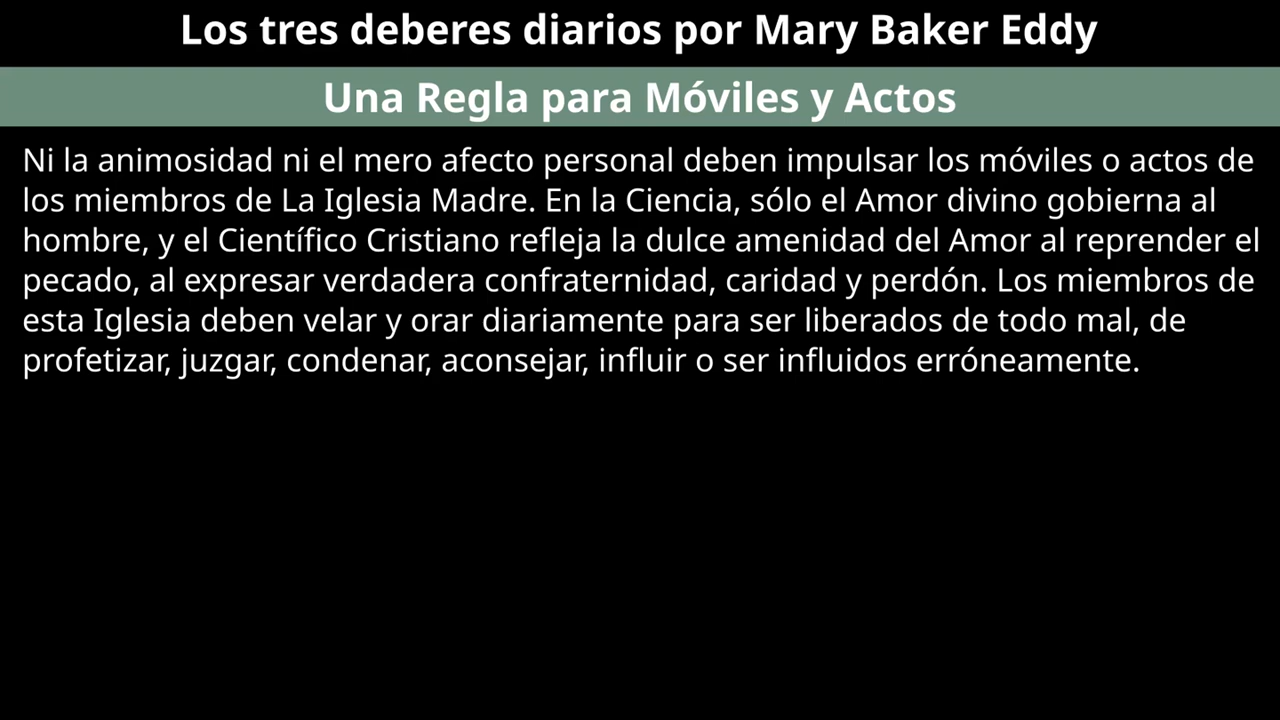 Los tres deberes diarios por Mary Baker Eddy
Una Regla para Móviles y Actos
Ni la animosidad ni el mero afecto personal deben impulsar los móviles o actos de
los miembros de La Iglesia Madre. En la Ciencia, sólo el Amor divino gobierna al
hombre, y el Científico Cristiano refleja la dulce amenidad del Amor al reprender el
pecado, al expresar verdadera confraternidad, caridad y perdón. Los miembros de
esta Iglesia deben velar y orar diariamente para ser liberados de todo mal, de
profetizar, juzgar, condenar, aconsejar, influir o ser influidos erróneamente.